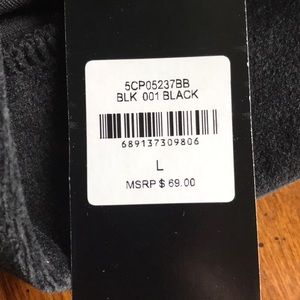 5CP05237BB
BLK 001 BLACK
689137309806
L
MSRP $ 69.00